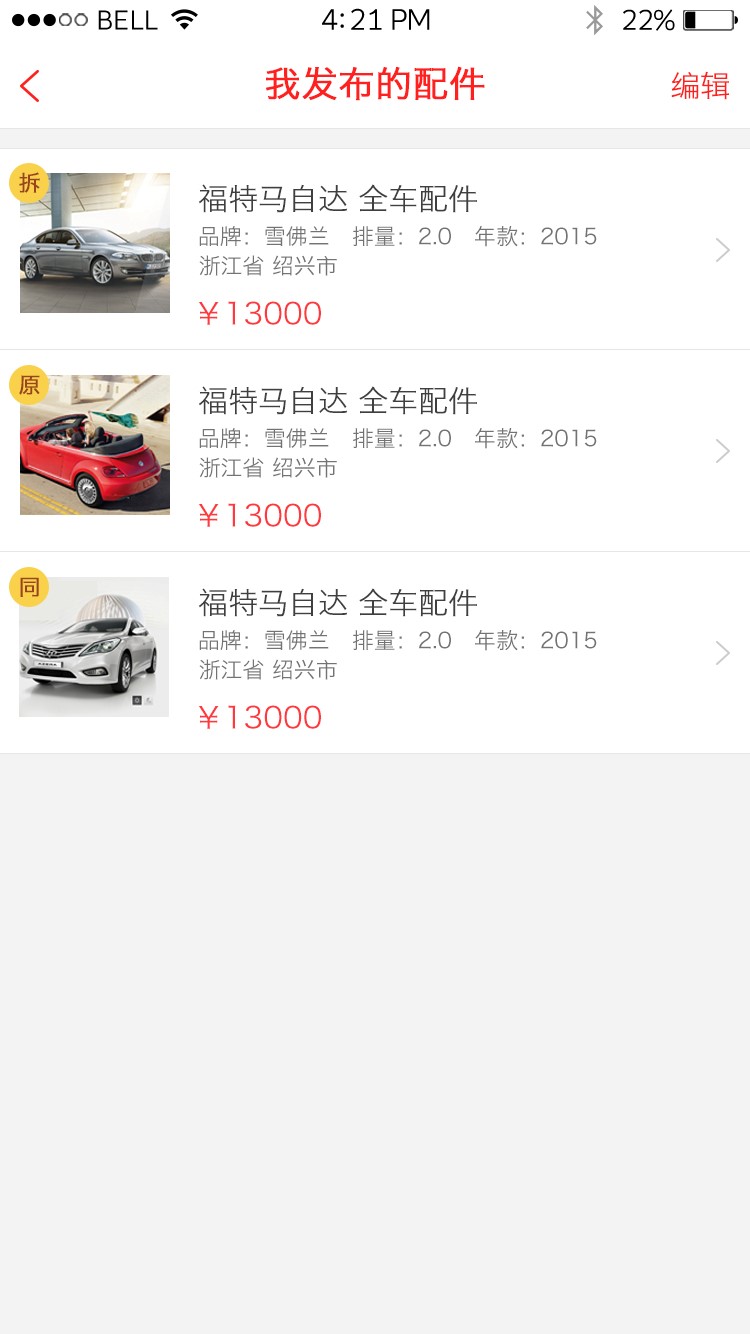 BELL 4:21 PM 22%
我发布的配件 编辑
拆
福特马自达 全车配件
品牌：雪佛兰 排量：2.0 年款：2015
浙江省 绍兴市
￥13000
原
福特马自达 全车配件
品牌：雪佛兰 排量：2.0 年款：2015
浙江省 绍兴市
￥13000
同
福特马自达 全车配件
品牌：雪佛兰 排量：2.0 年款：2015
浙江省 绍兴市
￥13000